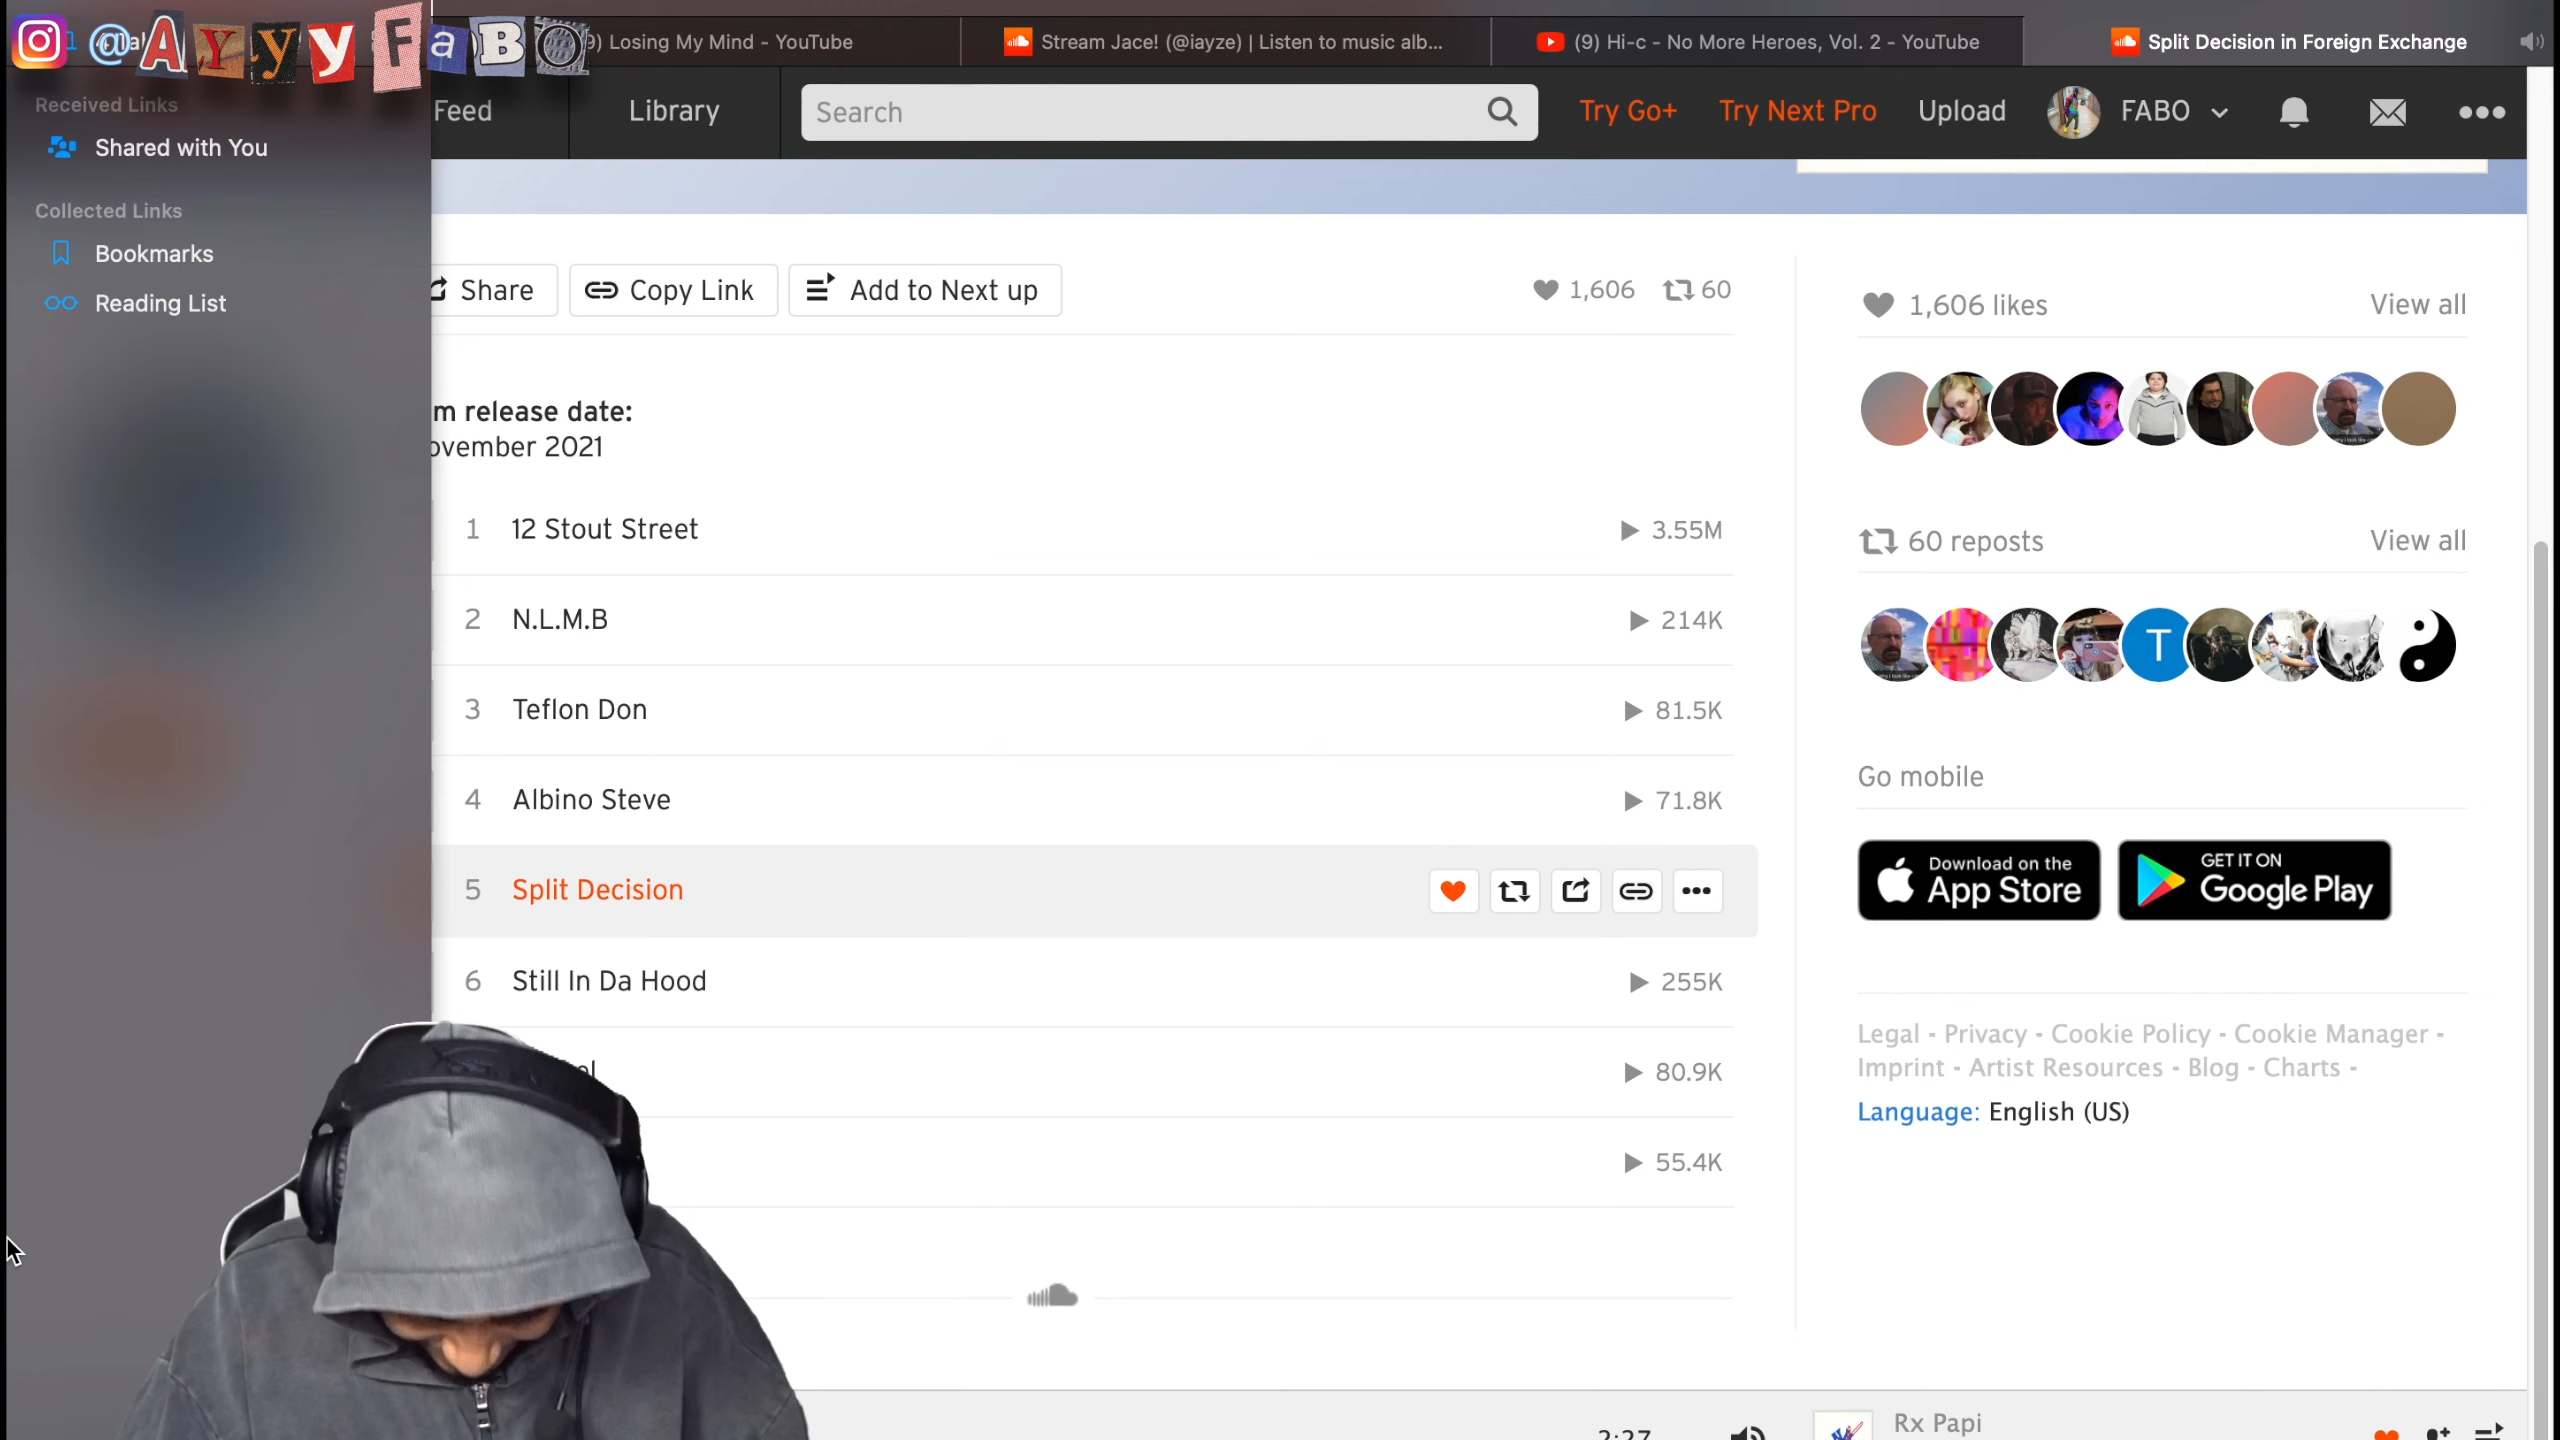 @AYyyFaBO
9) Losing My Mind - YouTube
Stream Jace! (@iayze) | Listen to music alb...
(9) Hi-c - No More Heroes, Vol. 2 - YouTube
Split Decision in Foreign Exchange
Received Links
Shared with You
Collected Links
Bookmarks
Reading List
Feed
Library
Search
Try Go+
Try Next Pro
Upload
FABO
Share
Copy Link
Add to Next up
1,606
60
m release date:
ovember 2021
1 12 Stout Street 3.55M
2 N.L.M.B 214K
3 Teflon Don 81.5K
4 Albino Steve 71.8K
5 Split Decision
6 Still In Da Hood 255K
80.9K
55.4K
1,606 likes View all
60 reposts View all
T
Go mobile
Download on the
App Store
GET IT ON
Google Play
Legal - Privacy - Cookie Policy - Cookie Manager -
Imprint - Artist Resources - Blog - Charts -
Language: English (US)
2:27
Rx Papi